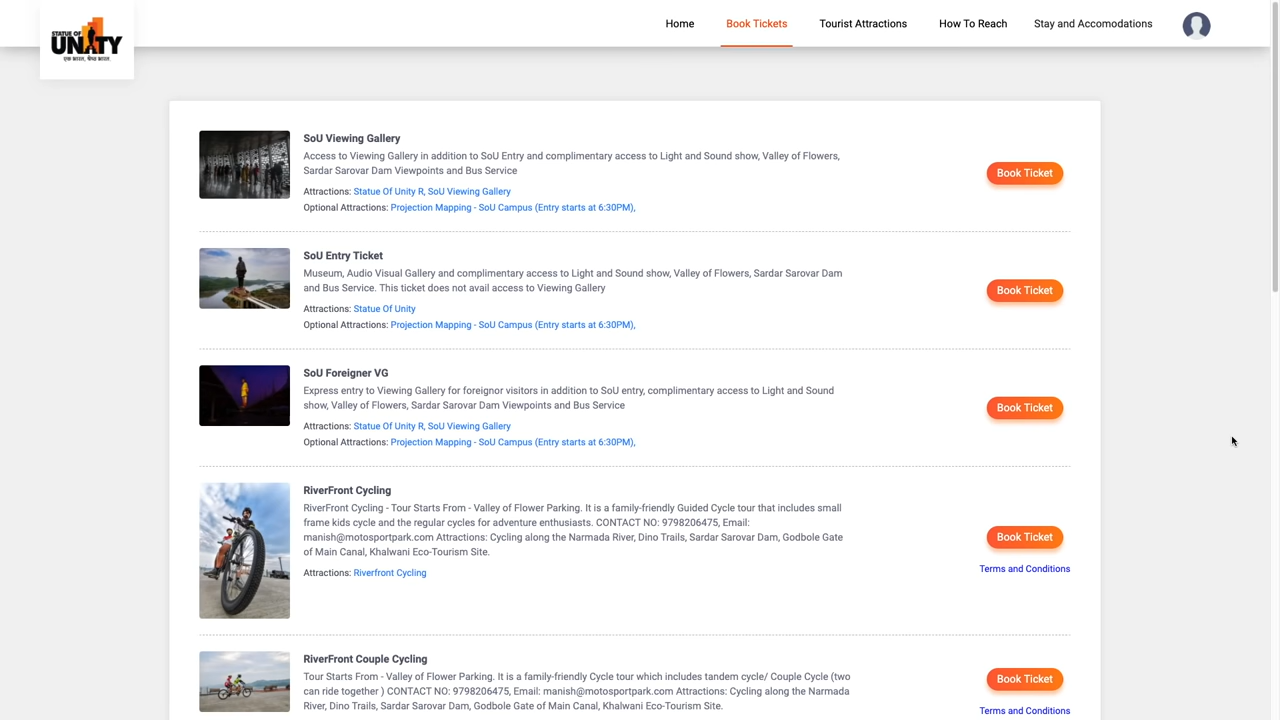 STATUE OF
UNITY
एक भारत, श्रेष्ठ भारत.
Home
Book Tickets
Tourist Attractions
How To Reach
Stay and Accomodations
SoU Viewing Gallery
Access to Viewing Gallery in addition to SoU Entry and complimentary access to Light and Sound show, Valley of Flowers,
Sardar Sarovar Dam Viewpoints and Bus Service
Attractions: Statue Of Unity R, SoU Viewing Gallery
Optional Attractions: Projection Mapping - SoU Campus (Entry starts at 6:30PM),
Book Ticket
SoU Entry Ticket
Museum, Audio Visual Gallery and complimentary access to Light and Sound show, Valley of Flowers, Sardar Sarovar Dam
and Bus Service. This ticket does not avail access to Viewing Gallery
Attractions: Statue Of Unity
Optional Attractions: Projection Mapping - SoU Campus (Entry starts at 6:30PM),
Book Ticket
SoU Foreigner VG
Express entry to Viewing Gallery for foreignor visitors in addition to SoU entry, complimentary access to Light and Sound
show, Valley of Flowers, Sardar Sarovar Dam Viewpoints and Bus Service
Attractions: Statue Of Unity R, SoU Viewing Gallery
Optional Attractions: Projection Mapping - SoU Campus (Entry starts at 6:30PM),
Book Ticket
RiverFront Cycling
RiverFront Cycling - Tour Starts From - Valley of Flower Parking. It is a family-friendly Guided Cycle tour that includes small
frame kids cycle and the regular cycles for adventure enthusiasts. CONTACT NO: 9798206475, Email:
manish@motosportpark.com Attractions: Cycling along the Narmada River, Dino Trails, Sardar Sarovar Dam, Godbole Gate
of Main Canal, Khalwani Eco-Tourism Site.
Attractions: Riverfront Cycling
Book Ticket
Terms and Conditions
RiverFront Couple Cycling
Tour Starts From - Valley of Flower Parking. It is a family-friendly Cycle tour which includes tandem cycle/ Couple Cycle (two
can ride together ) CONTACT NO: 9798206475, Email: manish@motosportpark.com Attractions: Cycling along the Narmada
River, Dino Trails, Sardar Sarovar Dam, Godbole Gate of Main Canal, Khalwani Eco-Tourism Site.
Book Ticket
Terms and Conditions